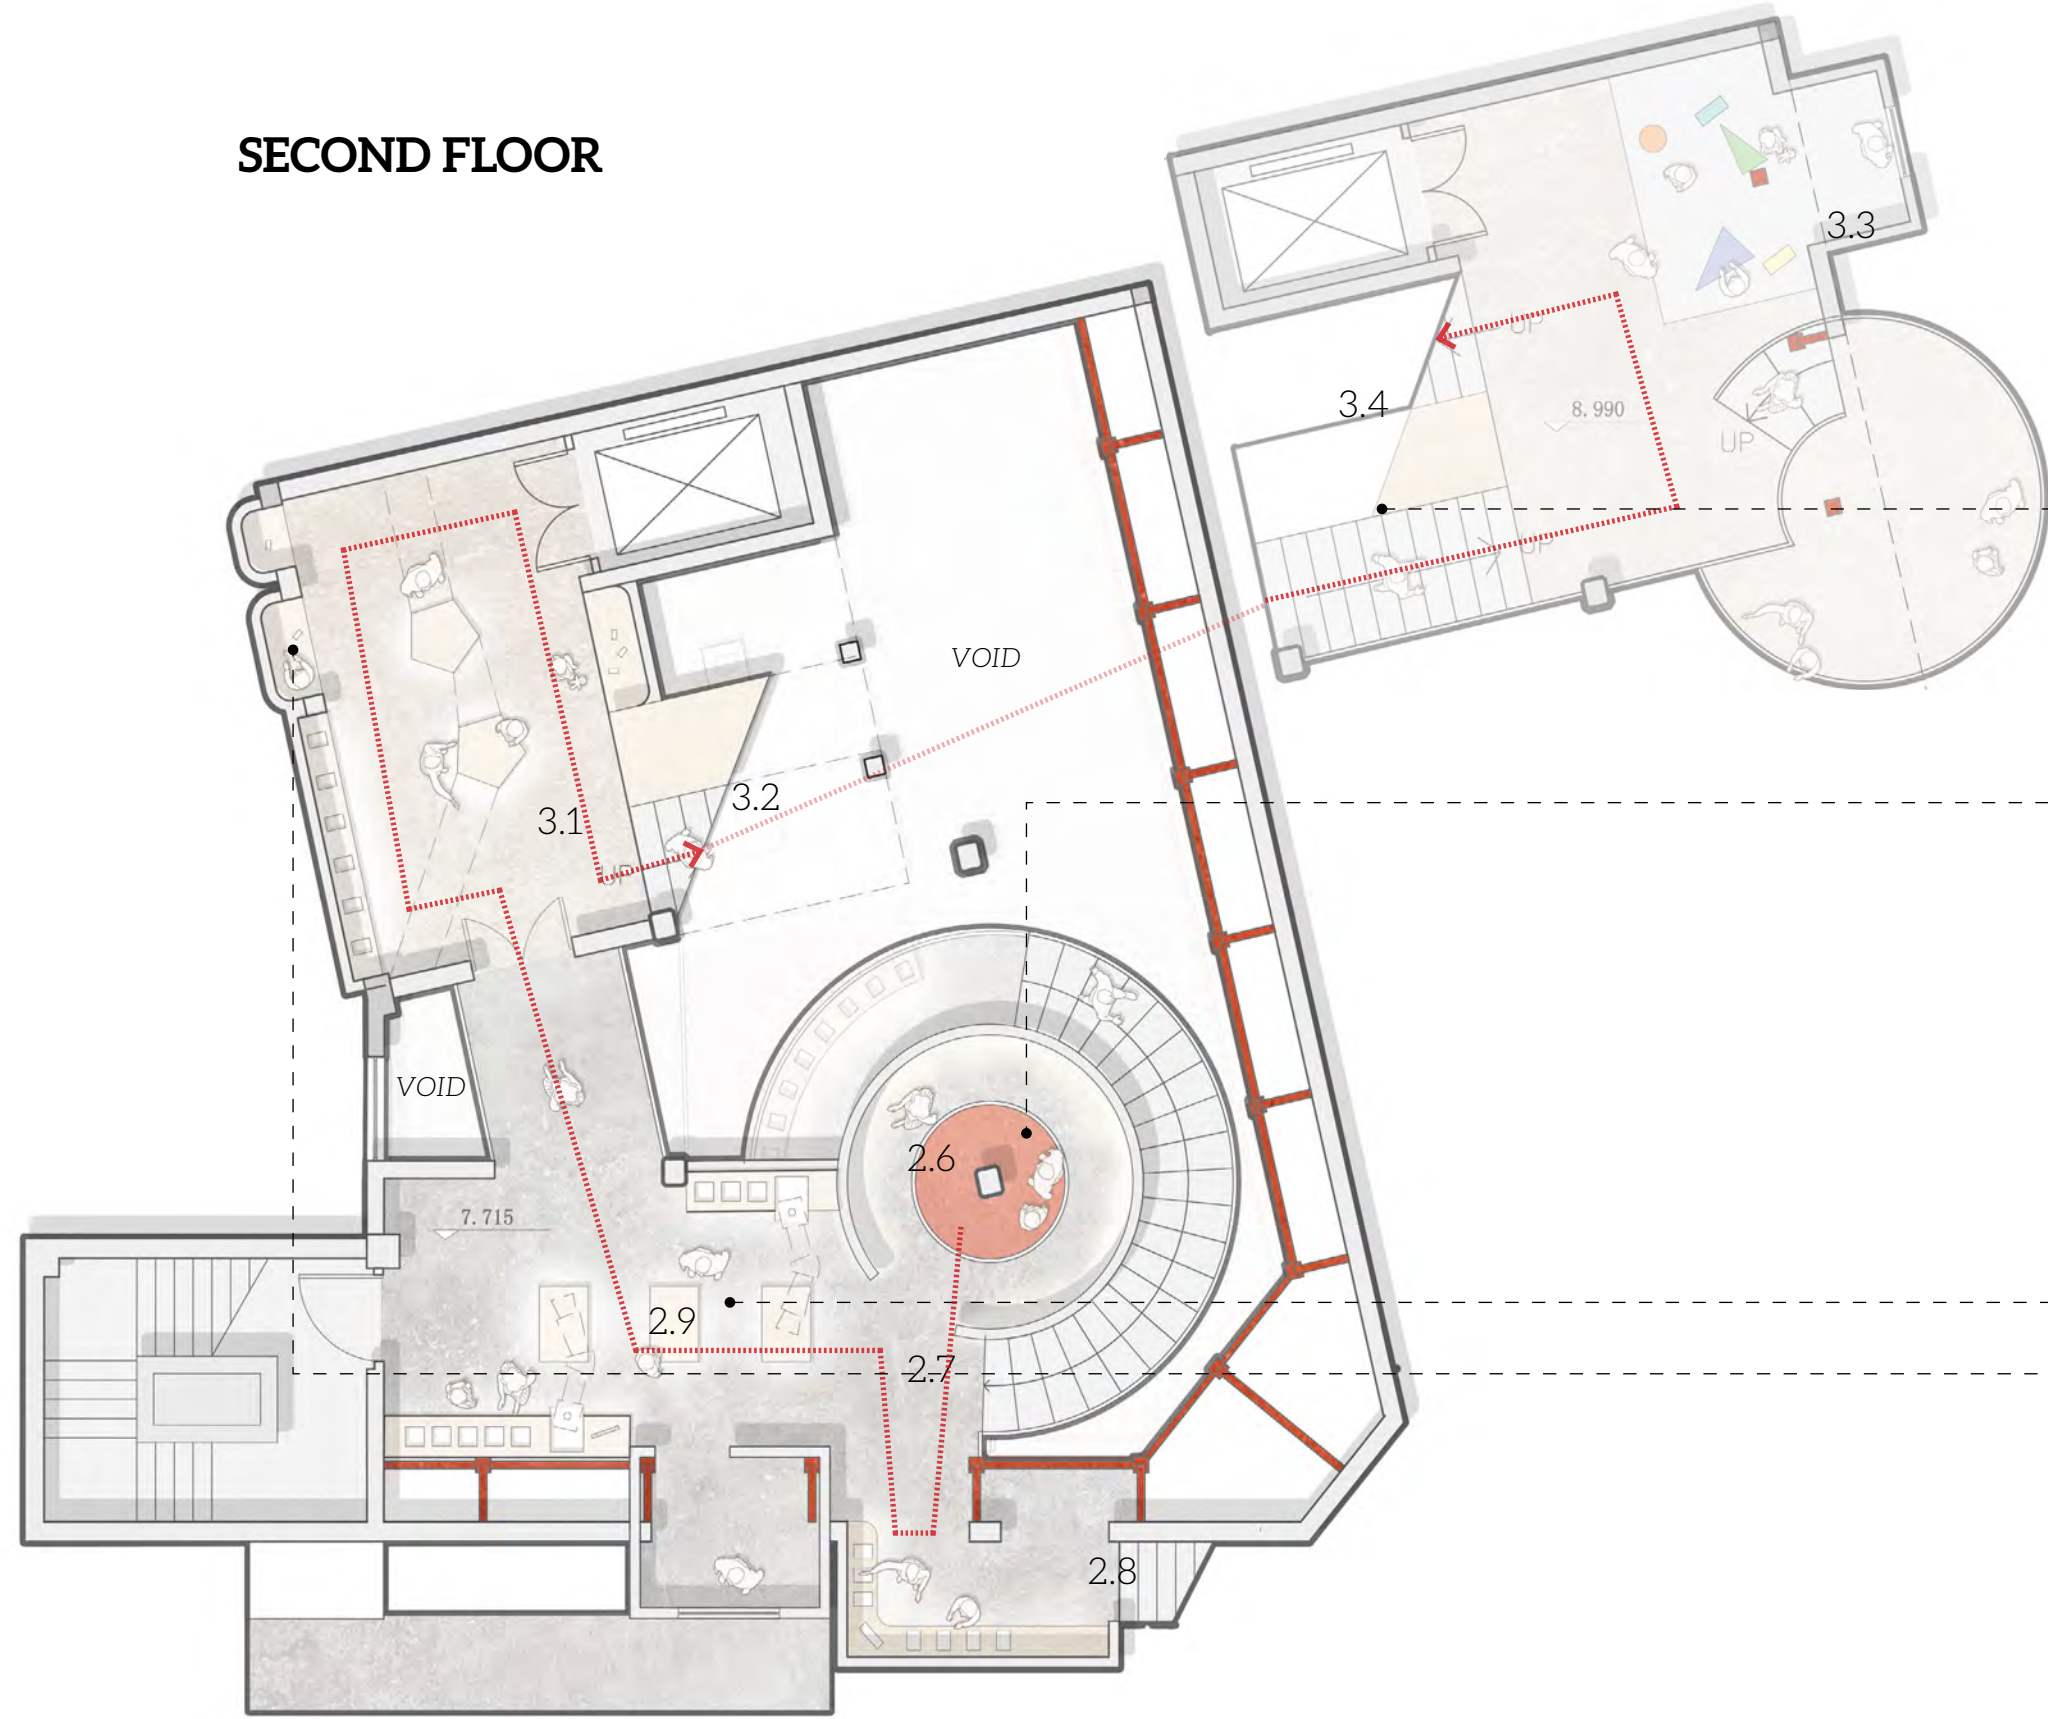 SECOND FLOOR
3.3
UP
3.4
8.990
UP
UP
VOID
3.2
3.1
UP
VOID
2.6
7.715
2.9
2.7
2.8